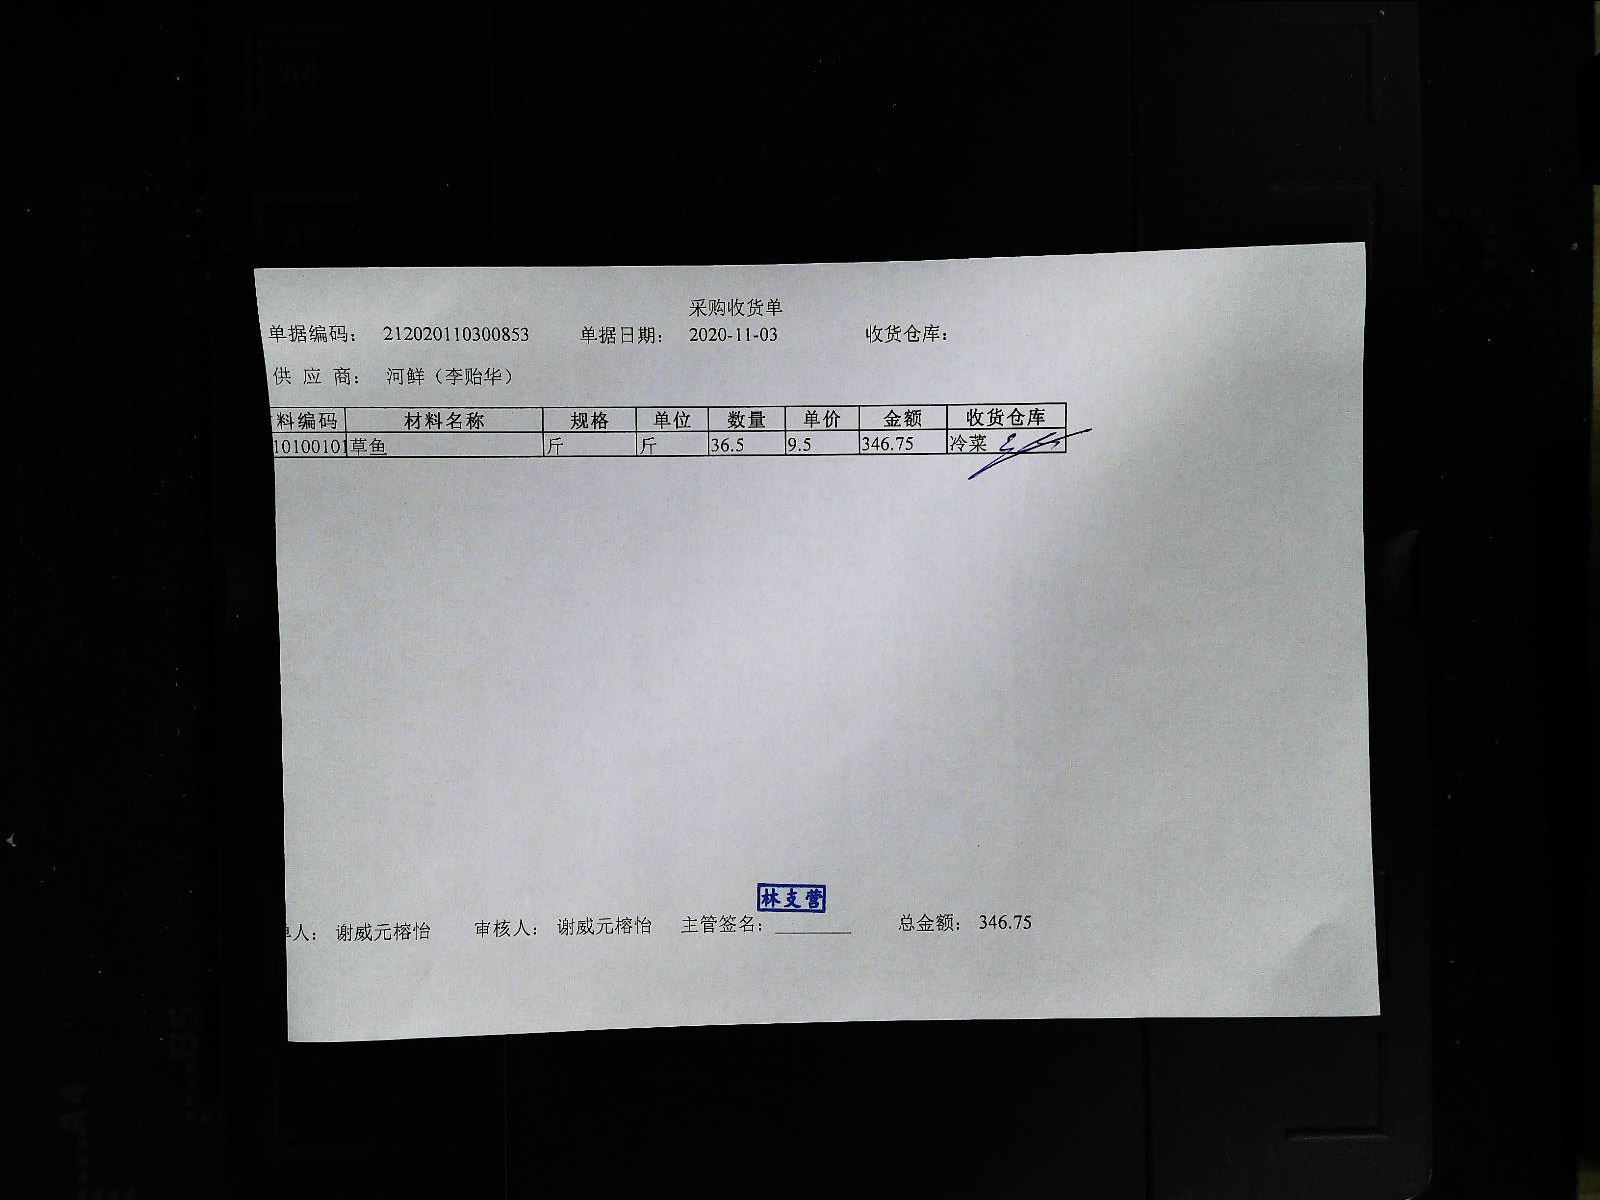 采购收货单
单据编码： 212020110300853 单据日期： 2020-11-03 收货仓库：
供 应 商： 河鲜（李贻华）
料编码 材料名称 规格 单位 数量 单价 金额 收货仓库
10100101 草鱼 斤 斤 36.5 9.5 346.75 冷菜
林支营
单人： 谢威元榕怡 审核人： 谢威元榕怡 主管签名：________ 总金额： 346.75